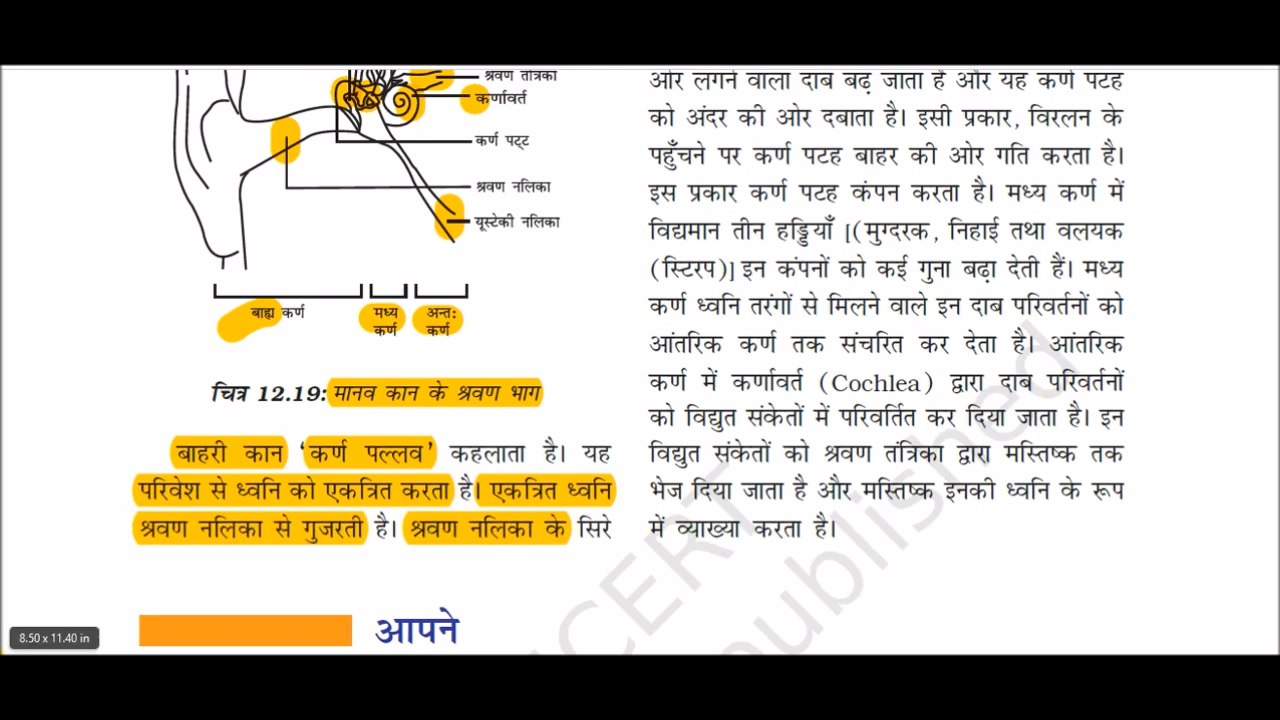 श्रवण तंत्रिका
कर्णावर्त
कर्ण पट्ट
श्रवण नलिका
यूस्टेकी नलिका
बाह्य कर्ण
मध्य
कर्ण
अन्तः
कर्ण
चित्र 12.19: मानव कान के श्रवण भाग
बाहरी कान 'कर्ण पल्लव' कहलाता है। यह
परिवेश से ध्वनि को एकत्रित करता है। एकत्रित ध्वनि
श्रवण नलिका से गुजरती है। श्रवण नलिका के सिरे
ओर लगने वाला दाब बढ़ जाता है और यह कर्ण पटह
को अंदर की ओर दबाता है। इसी प्रकार, विरलन के
पहुँचने पर कर्ण पटह बाहर की ओर गति करता है।
इस प्रकार कर्ण पटह कंपन करता है। मध्य कर्ण में
विद्यमान तीन हड्डियाँ [(मुग्दरक, निहाई तथा वलयक
(स्टिरप)] इन कंपनों को कई गुना बढ़ा देती हैं। मध्य
कर्ण ध्वनि तरंगों से मिलने वाले इन दाब परिवर्तनों को
आंतरिक कर्ण तक संचरित कर देता है। आंतरिक
कर्ण में कर्णावर्त (Cochlea) द्वारा दाब परिवर्तनों
को विद्युत संकेतों में परिवर्तित कर दिया जाता है। इन
विद्युत संकेतों को श्रवण तंत्रिका द्वारा मस्तिष्क तक
भेज दिया जाता है और मस्तिष्क इनकी ध्वनि के रूप
में व्याख्या करता है।
आपने
8.50 x 11.40 in
NCERT
published